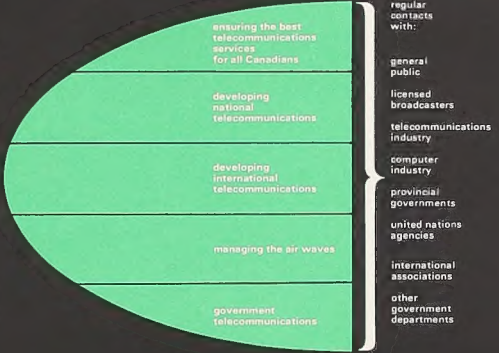 ensuring the best
telecommunications
services
for all Canadians
developing
national
telecommunications
developing
international
telecommunications
managing the air waves
government
telecommunications
regular
contacts
with:
general
public
licensed
broadcasters
telecommunications
industry
computer
industry
provincial
governments
united nations
agencies
international
associations
other
government
departments